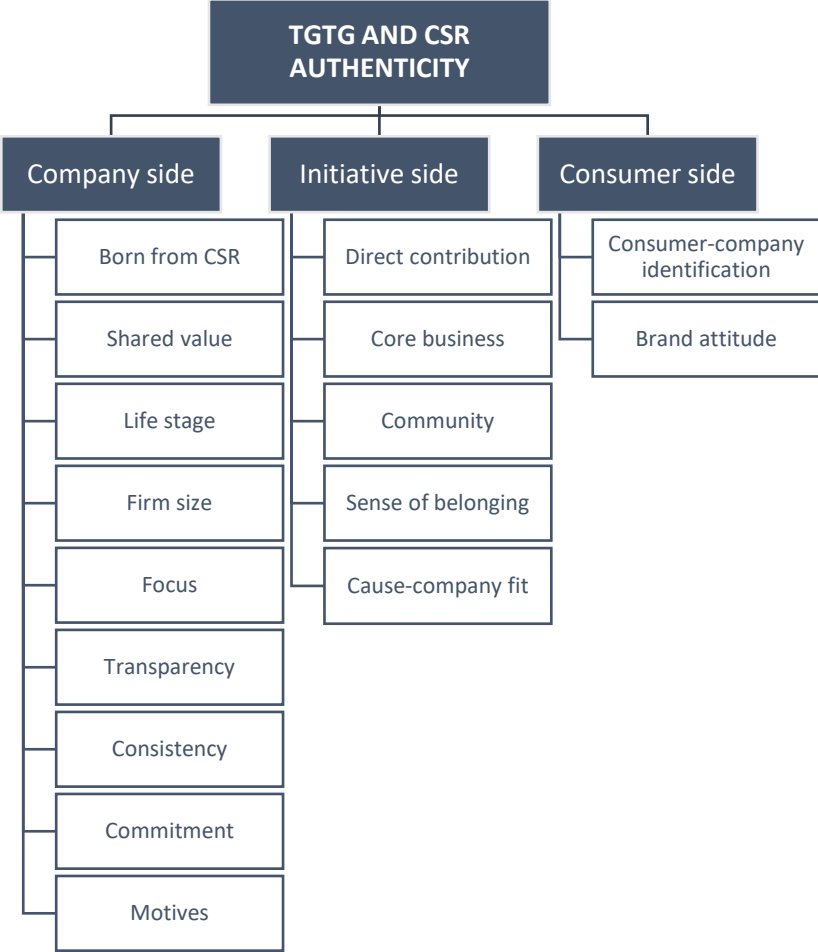 TGTG AND CSR
AUTHENTICITY
Company side
Born from CSR
Shared value
Life stage
Firm size
Focus
Transparency
Consistency
Commitment
Motives
Initiative side
Direct contribution
Core business
Community
Sense of belonging
Cause-company fit
Consumer side
Consumer-company
identification
Brand attitude